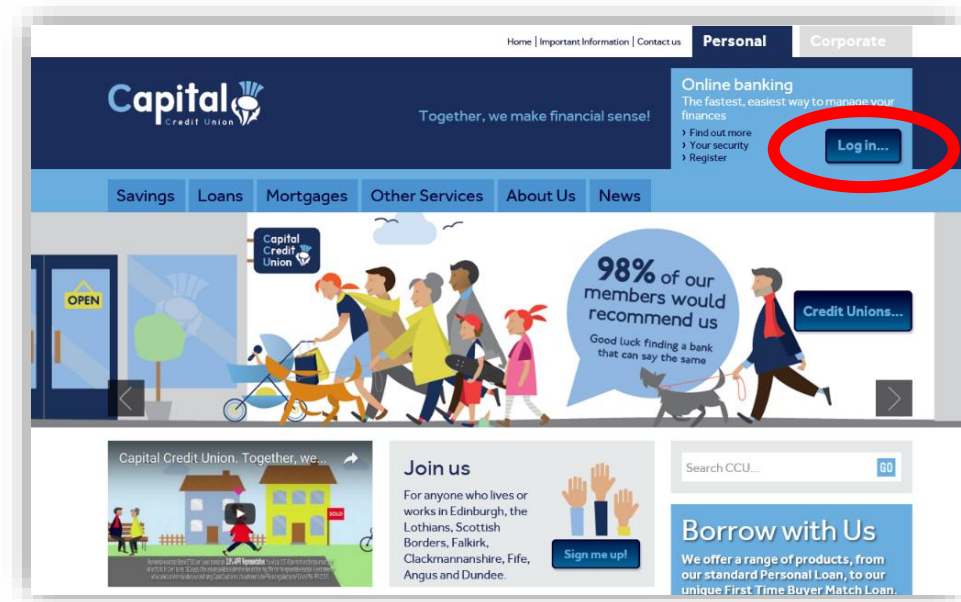 Home | Important Information | Contact us
Personal
Corporate
Capital
Credit Union
Together, we make financial sense!
Online banking
The fastest, easiest way to manage your
finances
› Find out more
› Your security
› Register
Log in...
Savings
Loans
Mortgages
Other Services
About Us
News
OPEN
Capital
Credit
Union
98% of our
members would
recommend us
Good luck finding a bank
that can say the same
Credit Unions...
Capital Credit Union. Together, we...
SOLD
Join us
For anyone who lives or
works in Edinburgh, the
Lothians, Scottish
Borders, Falkirk,
Clackmannanshire, Fife,
Angus and Dundee.
Sign me up!
Search CCU...
GO
Borrow with Us
We offer a range of products, from
our standard Personal Loan, to our
unique First Time Buyer Match Loan.